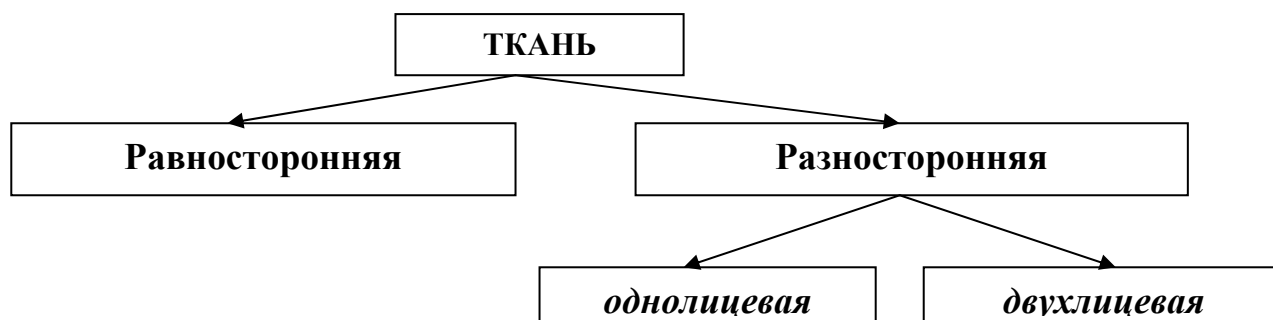 ТКАНЬ
Равносторонняя
Разносторонняя
однолицевая
двухлицевая